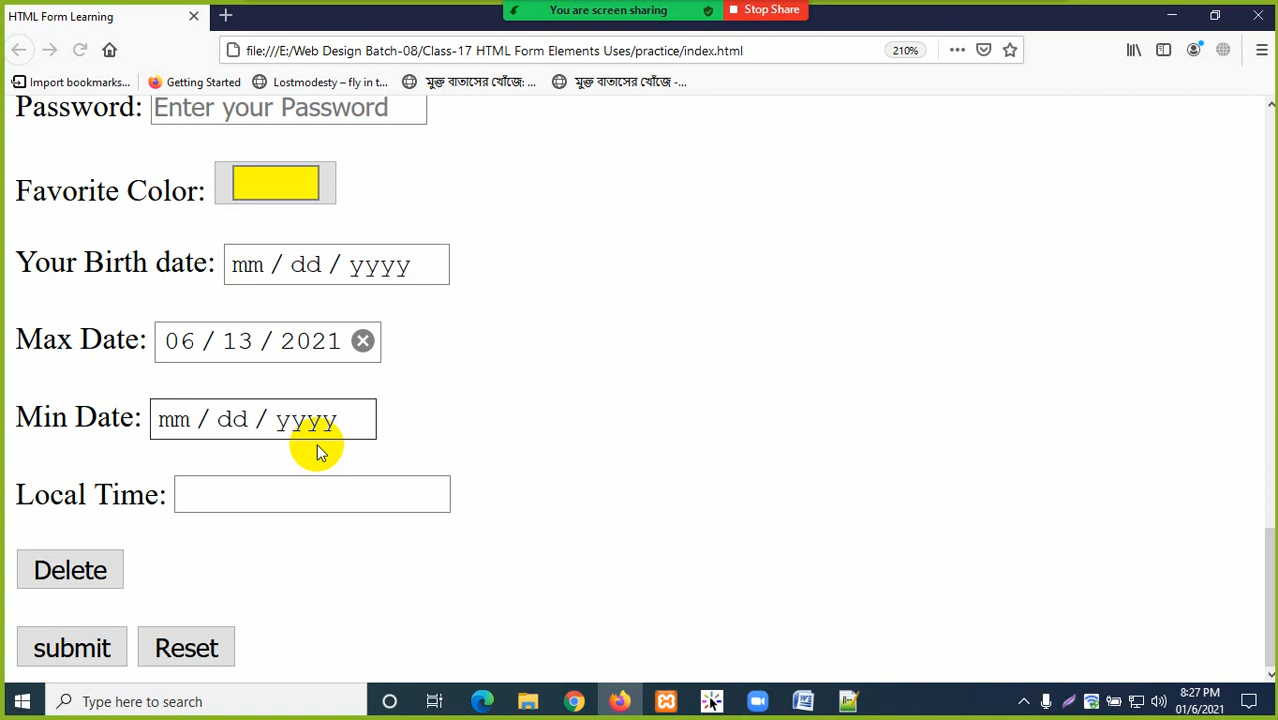 You are screen sharing
Stop Share
HTML Form Learning
file:///E:/Web Design Batch-08/Class-17 HTML Form Elements Uses/practice/index.html
210%
Import bookmarks...
Getting Started
Lostmodesty – fly in t...
মুক্ত বাতাসের খোঁজে: ...
মুক্ত বাতাসের খোঁজে -...
Password: Enter your Password
Favorite Color:
Your Birth date: mm / dd / yyyy
Max Date: 06 / 13 / 2021
Min Date: mm / dd / yyyy
Local Time:
Delete
submit
Reset
Type here to search
8:27 PM
01/6/2021